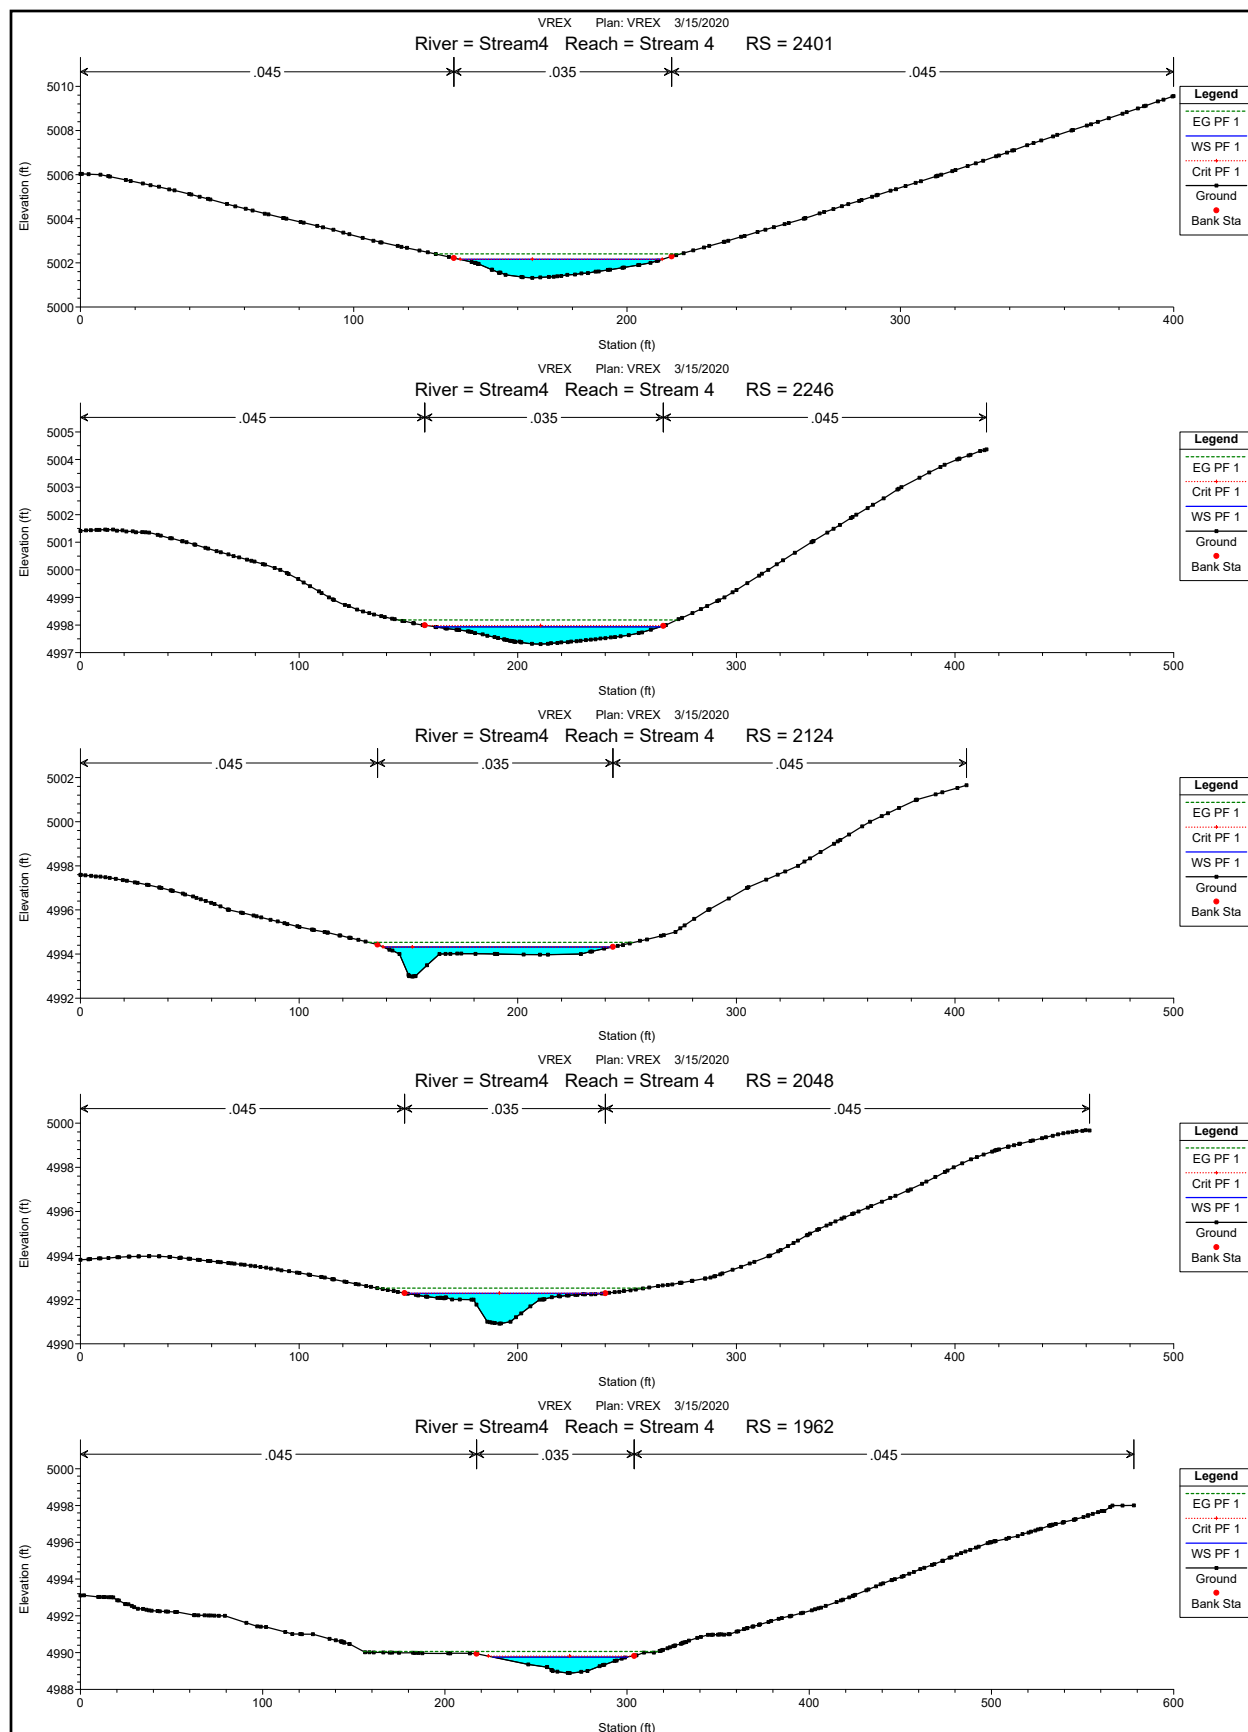 VREX Plan: VREX 3/15/2020
River = Stream4 Reach = Stream 4 RS = 2401
.045 .035 .045
5010
5008
5006
5004
5002
5000
Elevation (ft)
0 100 200 300 400
Station (ft)
Legend
EG PF 1
WS PF 1
Crit PF 1
Ground
Bank Sta
VREX Plan: VREX 3/15/2020
River = Stream4 Reach = Stream 4 RS = 2246
.045 .035 .045
5005
5004
5003
5002
5001
5000
4999
4998
4997
Elevation (ft)
0 100 200 300 400 500
Station (ft)
Legend
EG PF 1
Crit PF 1
WS PF 1
Ground
Bank Sta
VREX Plan: VREX 3/15/2020
River = Stream4 Reach = Stream 4 RS = 2124
.045 .035 .045
5002
5000
4998
4996
4994
4992
Elevation (ft)
0 100 200 300 400 500
Station (ft)
Legend
EG PF 1
Crit PF 1
WS PF 1
Ground
Bank Sta
VREX Plan: VREX 3/15/2020
River = Stream4 Reach = Stream 4 RS = 2048
.045 .035 .045
5000
4998
4996
4994
4992
4990
Elevation (ft)
0 100 200 300 400 500
Station (ft)
Legend
EG PF 1
Crit PF 1
WS PF 1
Ground
Bank Sta
VREX Plan: VREX 3/15/2020
River = Stream4 Reach = Stream 4 RS = 1962
.045 .035 .045
5000
4998
4996
4994
4992
4990
4988
Elevation (ft)
0 100 200 300 400 500 600
Station (ft)
Legend
EG PF 1
Crit PF 1
WS PF 1
Ground
Bank Sta